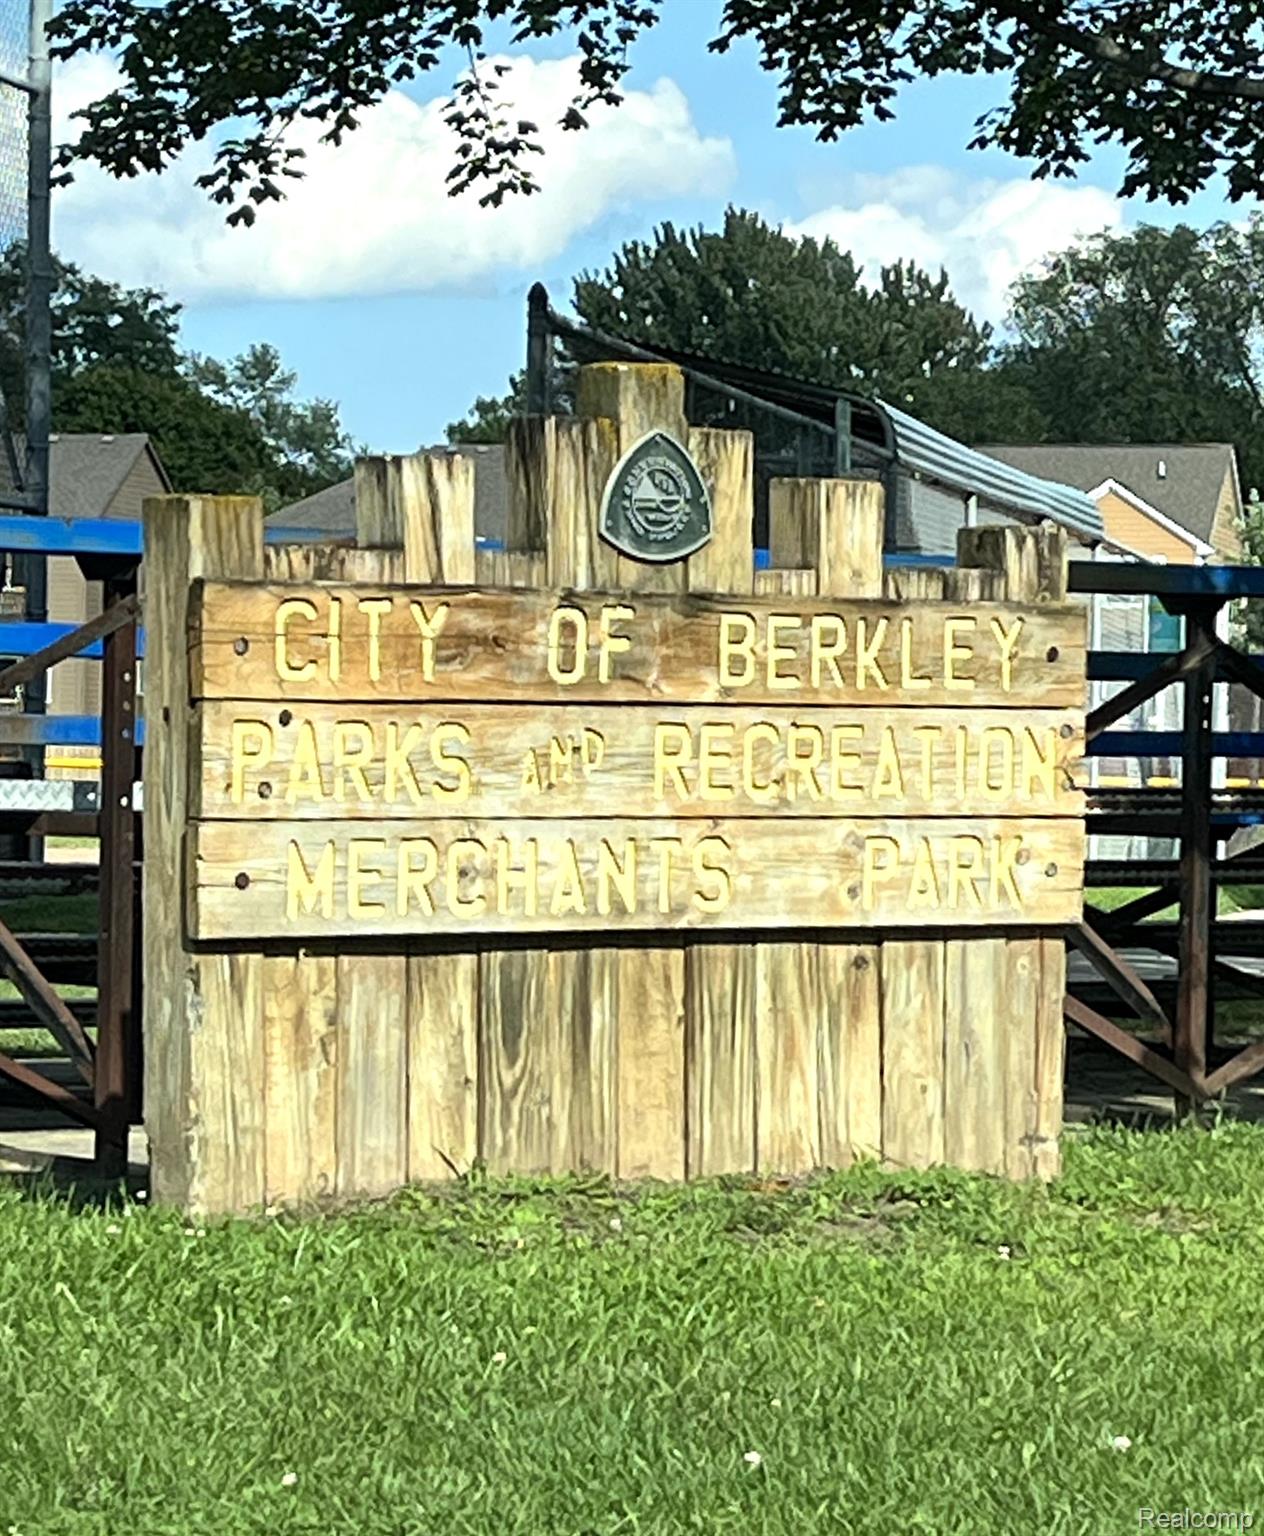 CITY OF BERKLEY
PARKS AND RECREATION
MERCHANTS PARK
Realcomp